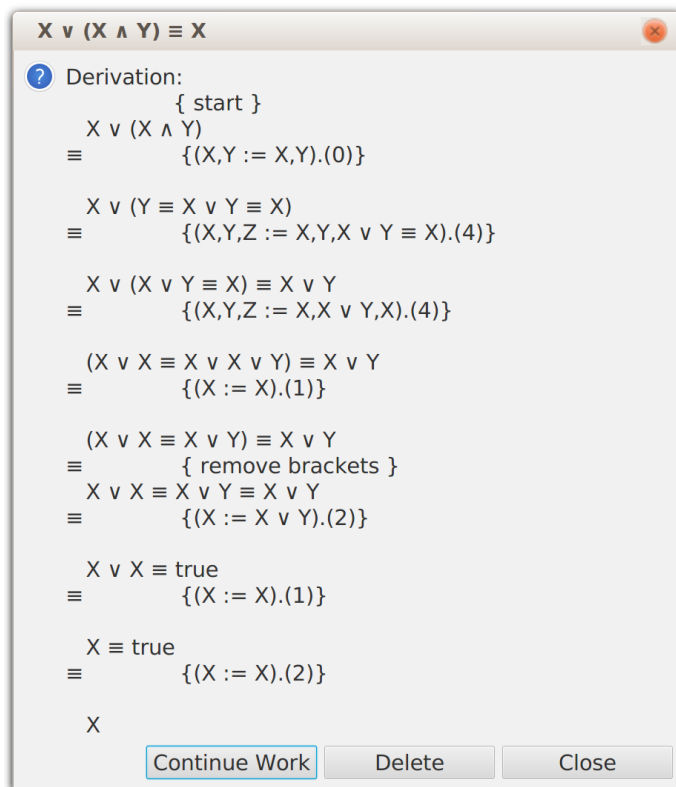 X ∨ (X ∧ Y) ≡ X
Derivation:
{ start }
X ∨ (X ∧ Y)
≡ {(X,Y := X,Y).(0)}
X ∨ (Y ≡ X ∨ Y ≡ X)
≡ {(X,Y,Z := X,Y,X ∨ Y ≡ X).(4)}
X ∨ (X ∨ Y ≡ X) ≡ X ∨ Y
≡ {(X,Y,Z := X,X ∨ Y,X).(4)}
(X ∨ X ≡ X ∨ X ∨ Y) ≡ X ∨ Y
≡ {(X := X).(1)}
(X ∨ X ≡ X ∨ Y) ≡ X ∨ Y
≡ { remove brackets }
X ∨ X ≡ X ∨ Y ≡ X ∨ Y
≡ {(X := X ∨ Y).(2)}
X ∨ X ≡ true
≡ {(X := X).(1)}
X ≡ true
≡ {(X := X).(2)}
X
Continue Work Delete Close